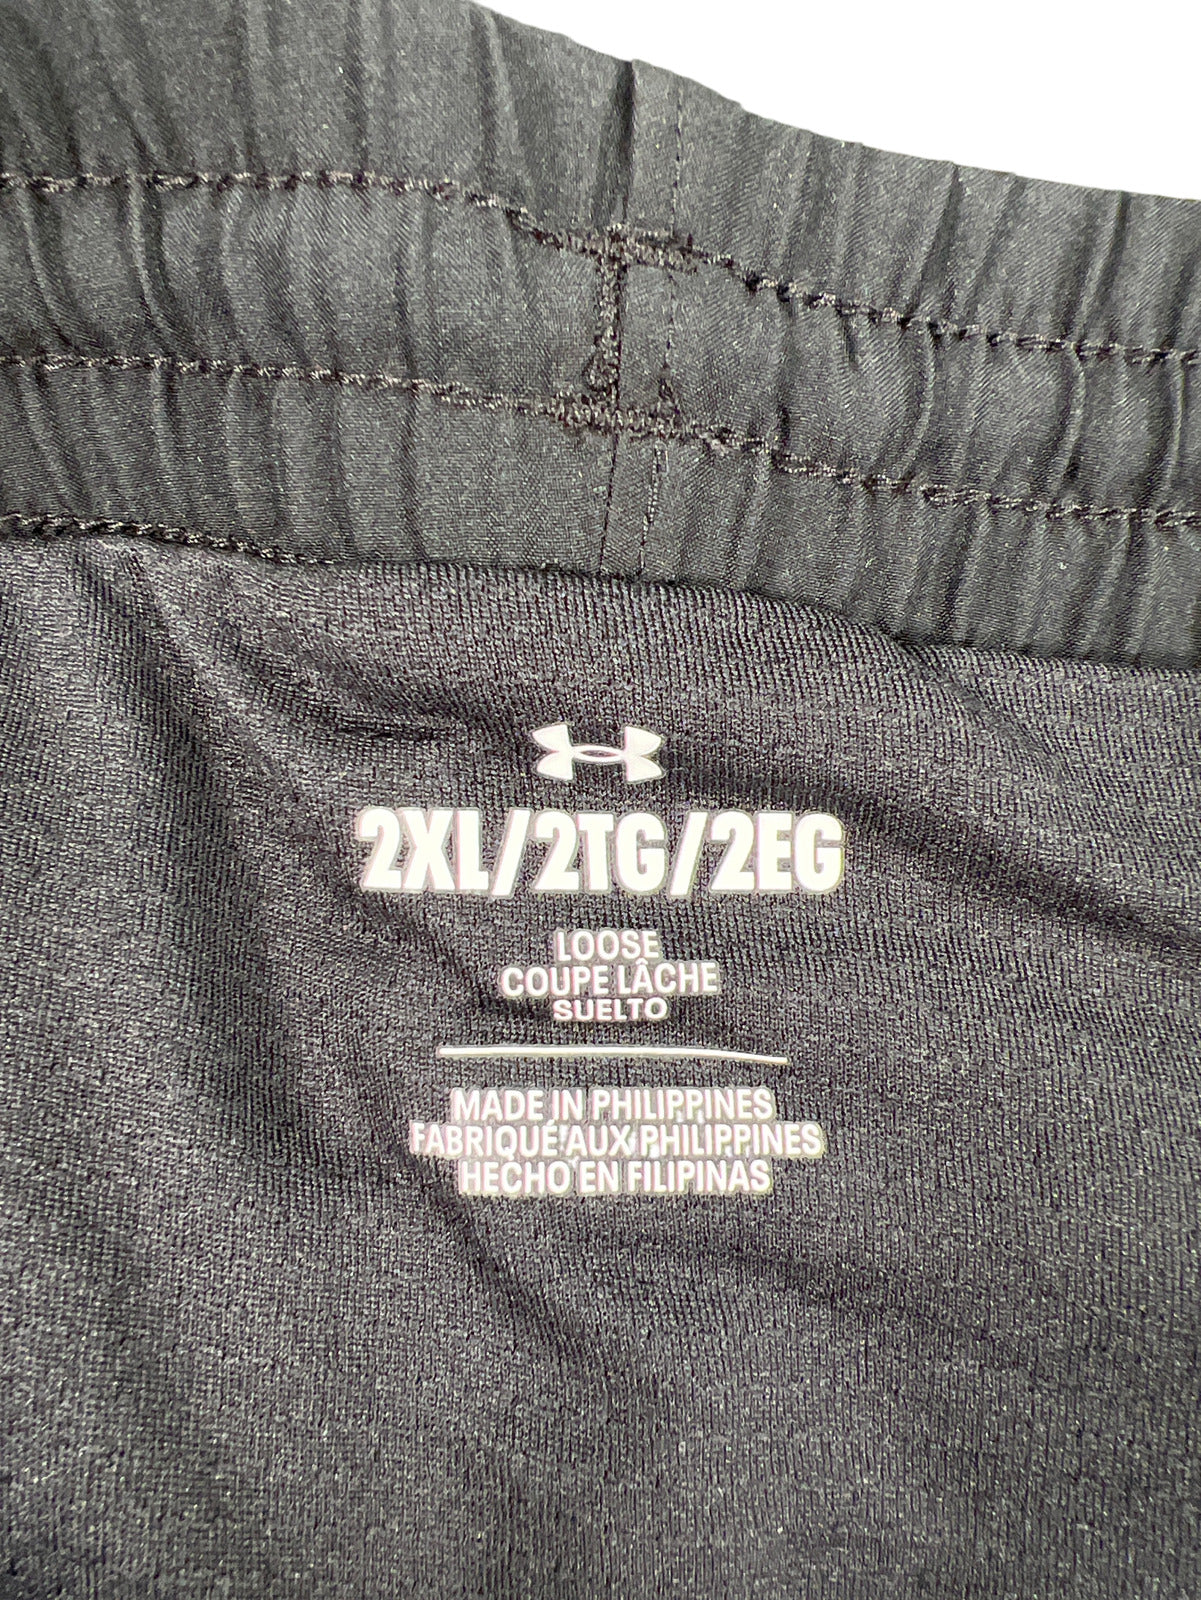 2XL/2TG/2EG
LOOSE
COUPE LÂCHE
SUELTO
MADE IN PHILIPPINES
FABRIQUÉ AUX PHILIPPINES
HECHO EN FILIPINAS